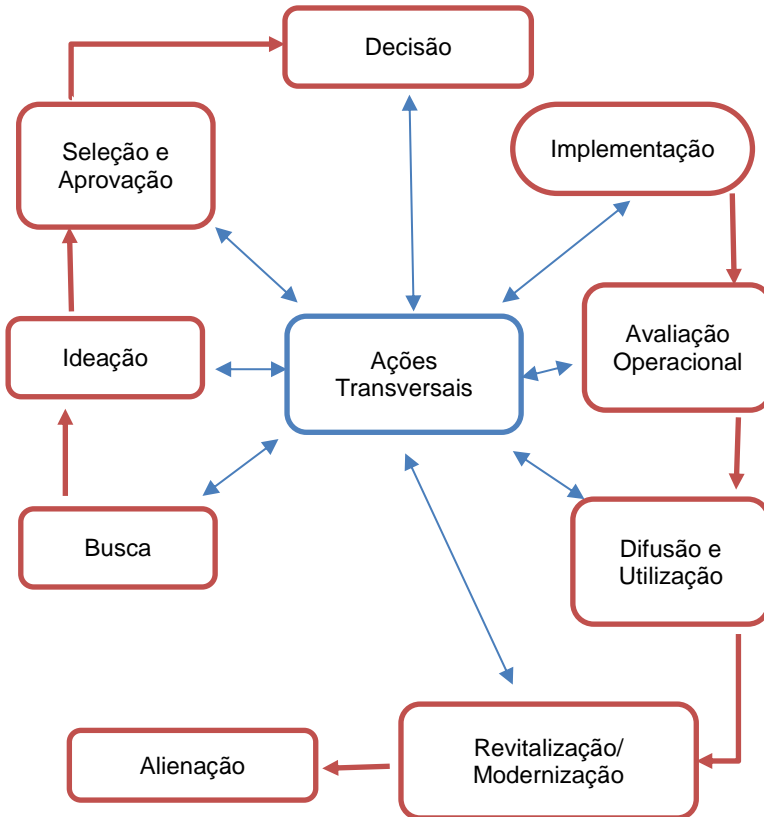 Decisão
Seleção e
Aprovação
Implementação
Ideação
Ações
Transversais
Avaliação
Operacional
Busca
Difusão e
Utilização
Alienação
Revitalização/
Modernização